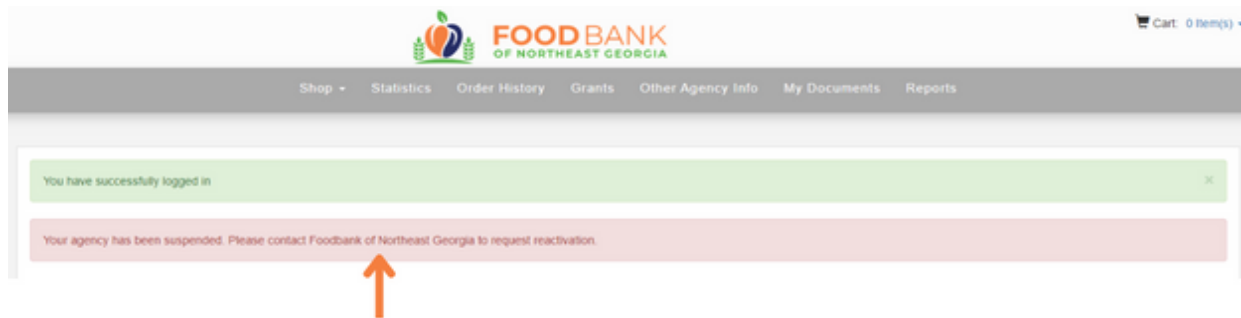 FOOD BANK
OF NORTHEAST GEORGIA
Cart: 0 Item(s)
Shop Statistics Order History Grants Other Agency Info My Documents Reports
You have successfully logged in ×
Your agency has been suspended. Please contact Foodbank of Northeast Georgia to request reactivation.